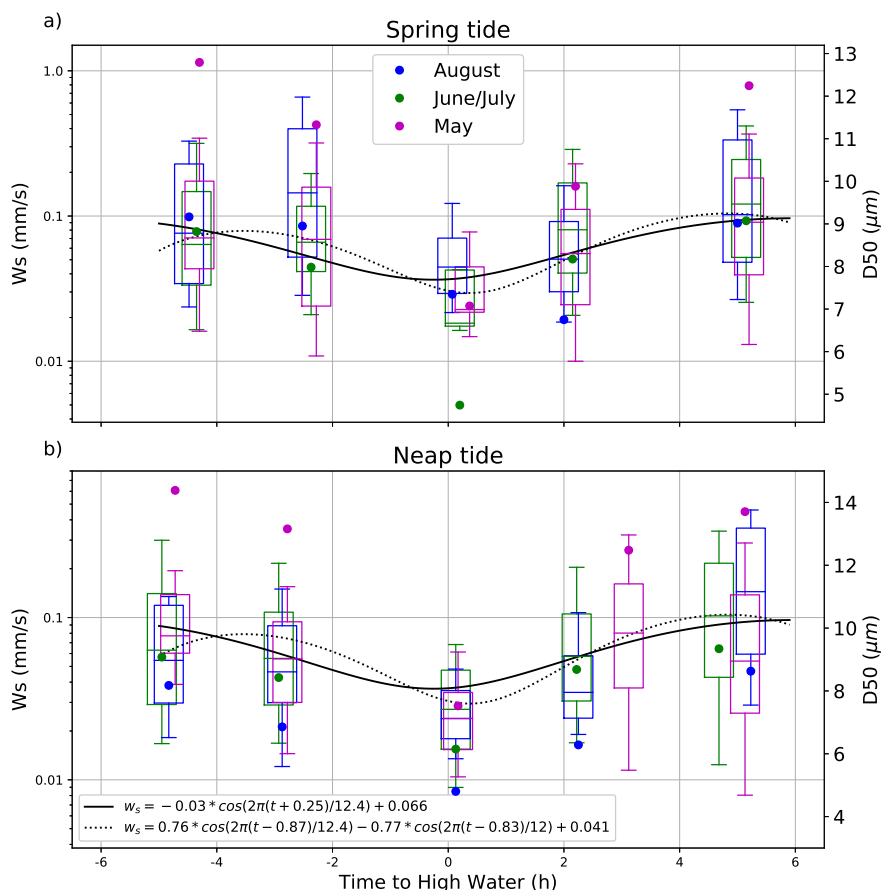 a)
Spring tide
August
June/July
May
1.0
0.1
0.01
Ws (mm/s)
13
12
11
10
9
8
7
6
5
D50 (μm)
b)
Neap tide
0.1
0.01
Ws (mm/s)
14
12
10
8
6
4
D50 (μm)
w_s = −0.03 * cos(2π(t + 0.25)/12.4) + 0.066
w_s = 0.76 * cos(2π(t − 0.87)/12.4) − 0.77 * cos(2π(t − 0.83)/12) + 0.041
-6 -4 -2 0 2 4 6
Time to High Water (h)